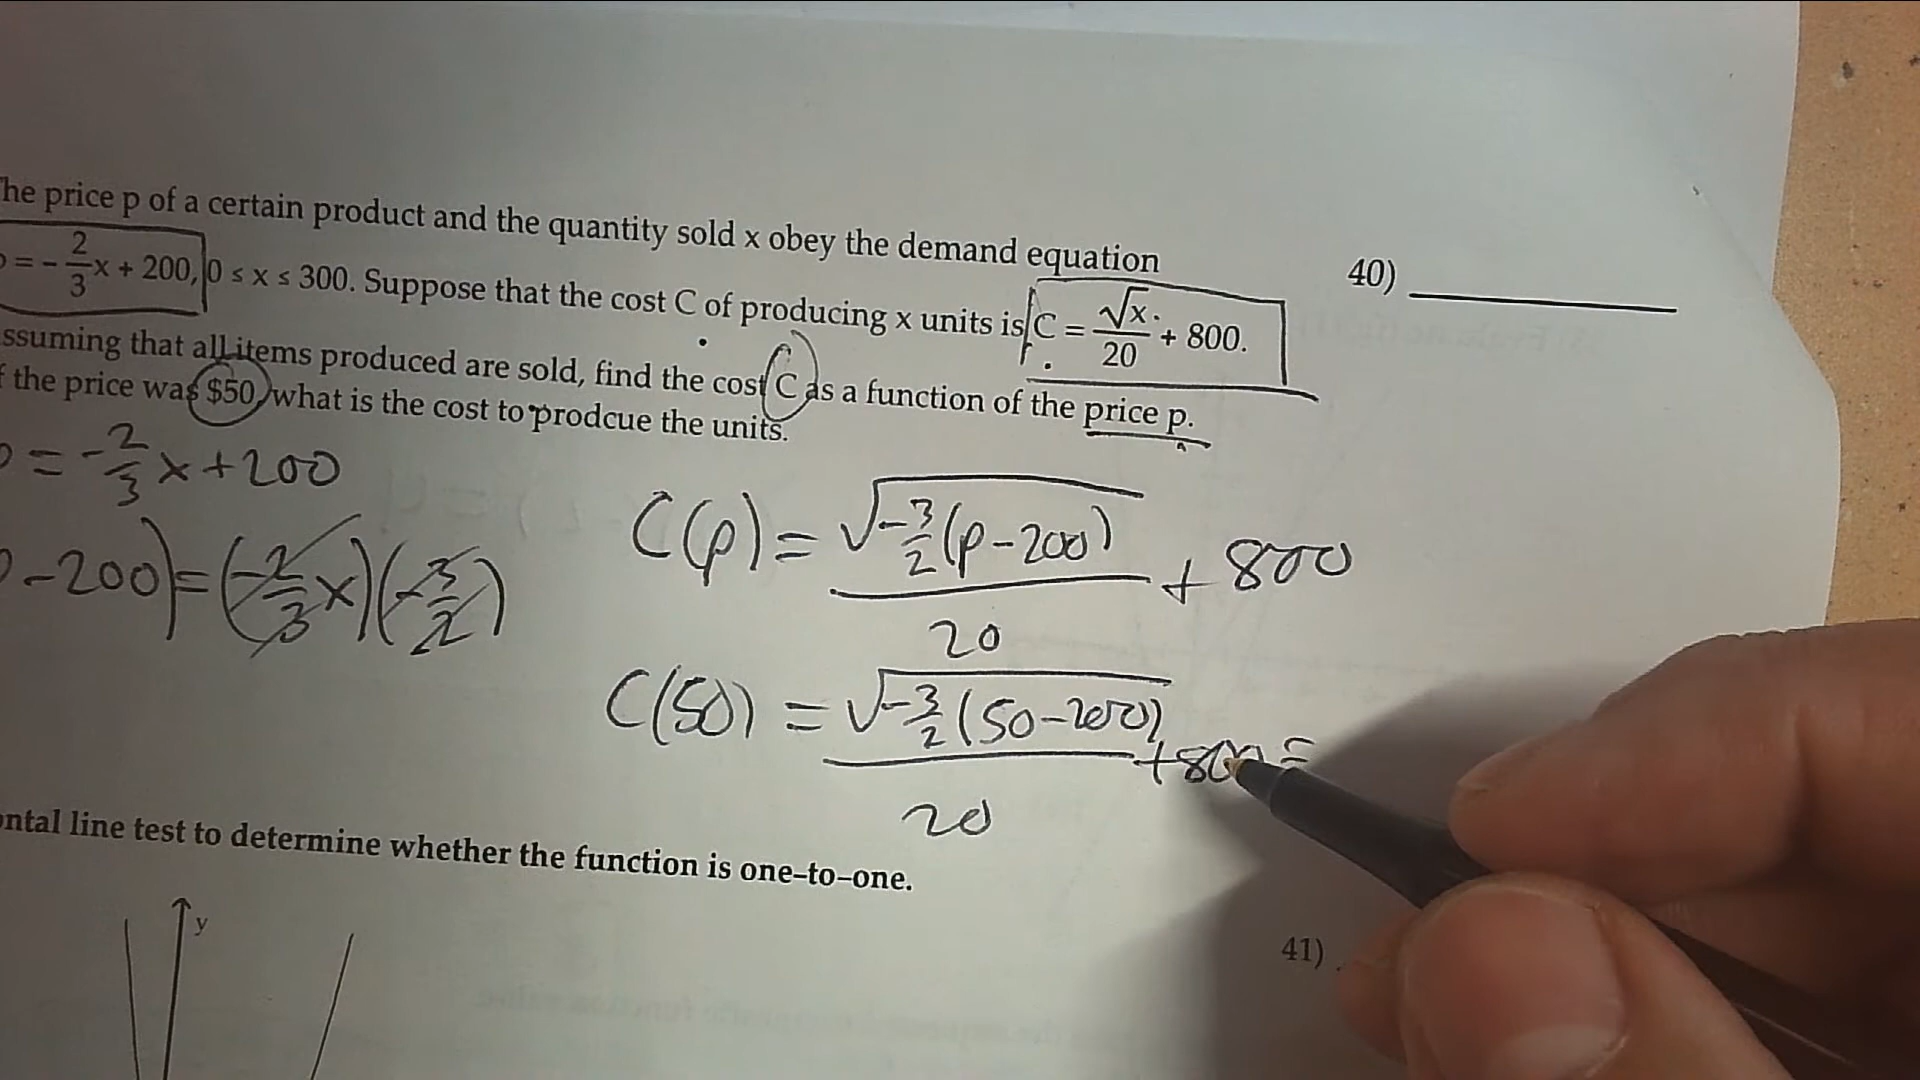 he price p of a certain product and the quantity sold x obey the demand equation
40)
p = -2/3x + 200, 0 ≤ x ≤ 300. Suppose that the cost C of producing x units is C = √x/20 + 800.
ssuming that all items produced are sold, find the cost C as a function of the price p.
f the price was $50, what is the cost to prodcue the units.
p = -2/3 x + 200
C(p) = √(-3/2(p-200))/20 + 800
p - 200) = (-2/3 x)(-3/2)
C(50) = √(-3/2(50-200))/20 + 800 =
ontal line test to determine whether the function is one-to-one.
y
41)